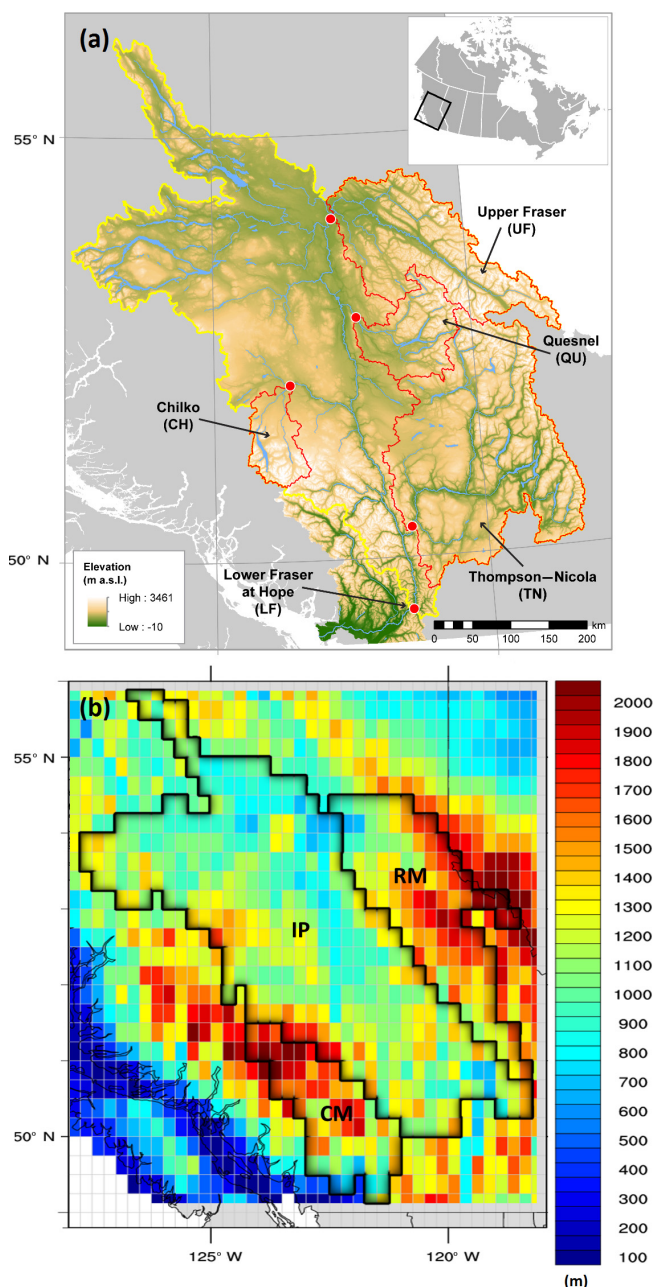 (a)
55° N
Upper Fraser
(UF)
Quesnel
(QU)
Chilko
(CH)
50° N
Elevation
(m a.s.l.)
High : 3461
Low : -10
Lower Fraser
at Hope
(LF)
Thompson—Nicola
(TN)
km
0 50 100 150 200
(b)
55° N
50° N
RM
IP
CM
125° W
120° W
2000
1900
1800
1700
1600
1500
1400
1300
1200
1100
1000
900
800
700
600
500
400
300
200
100
(m)